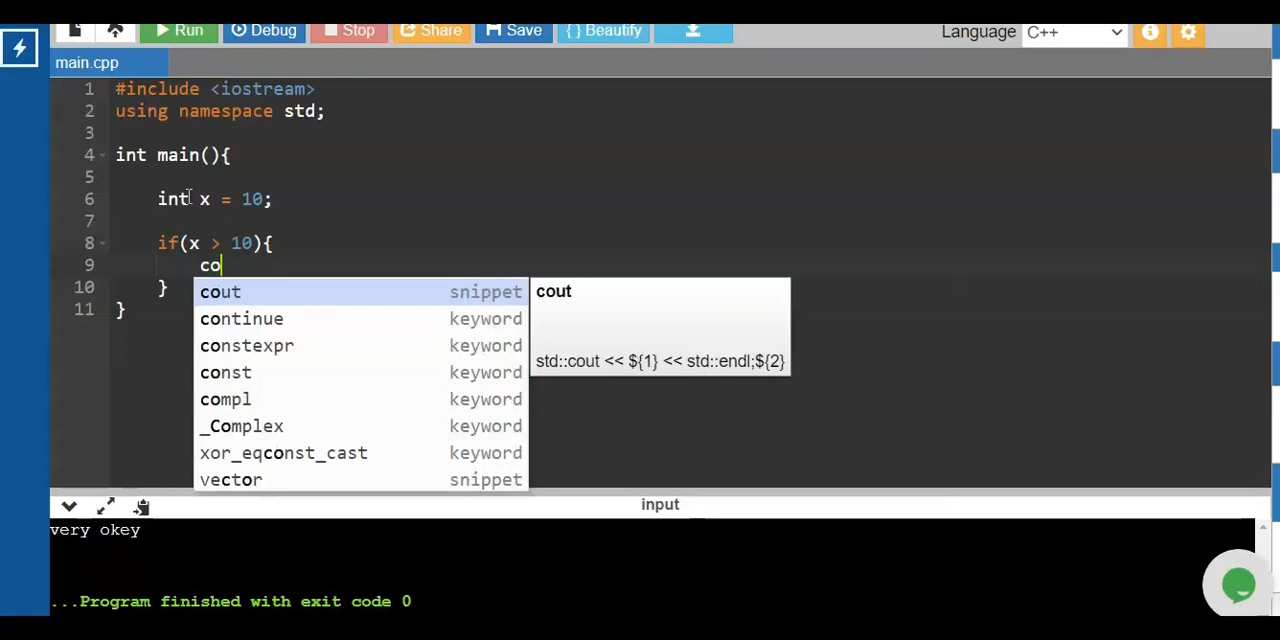 Run Debug Stop Share Save { } Beautify Language C++
main.cpp
1 #include <iostream>
2 using namespace std;
3
4 int main(){
5
6 int x = 10;
7
8 if(x > 10){
9 co
10 }
11 }
cout snippet
continue keyword
constexpr keyword
const keyword
compl keyword
_Complex keyword
xor_eqconst_cast keyword
vector snippet
cout
std::cout << ${1} << std::endl;${2}
input
very okey
...Program finished with exit code 0